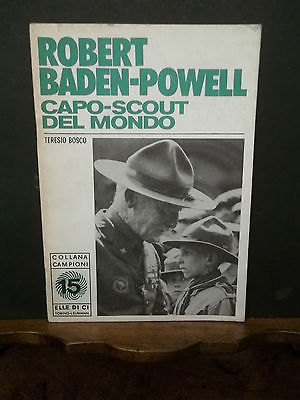 ROBERT
BADEN-POWELL
CAPO-SCOUT
DEL MONDO
TERESIO BOSCO
COLLANA
CAMPIONI
15
ELLE DI CI
TORINO-LEUMANN